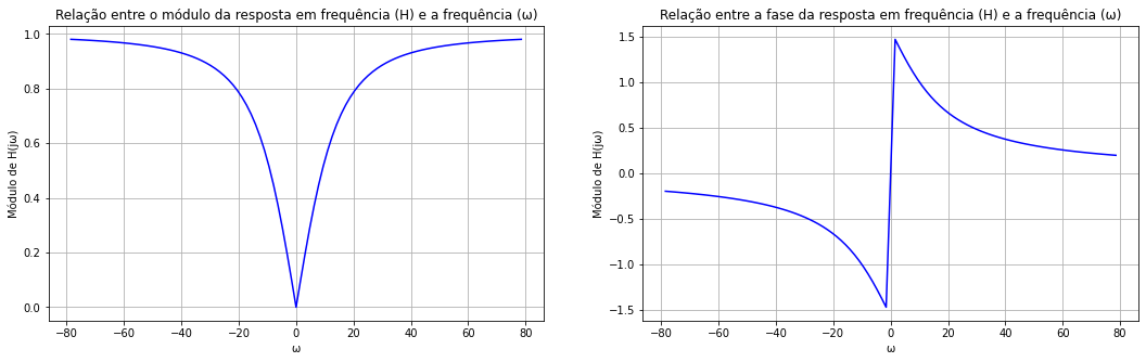 Relação entre o módulo da resposta em frequência (H) e a frequência (ω)
Módulo de H(jω)
1.0
0.8
0.6
0.4
0.2
0.0
−80 −60 −40 −20 0 20 40 60 80
ω
Relação entre a fase da resposta em frequência (H) e a frequência (ω)
Módulo de H(jω)
1.5
1.0
0.5
0.0
−0.5
−1.0
−1.5
−80 −60 −40 −20 0 20 40 60 80
ω